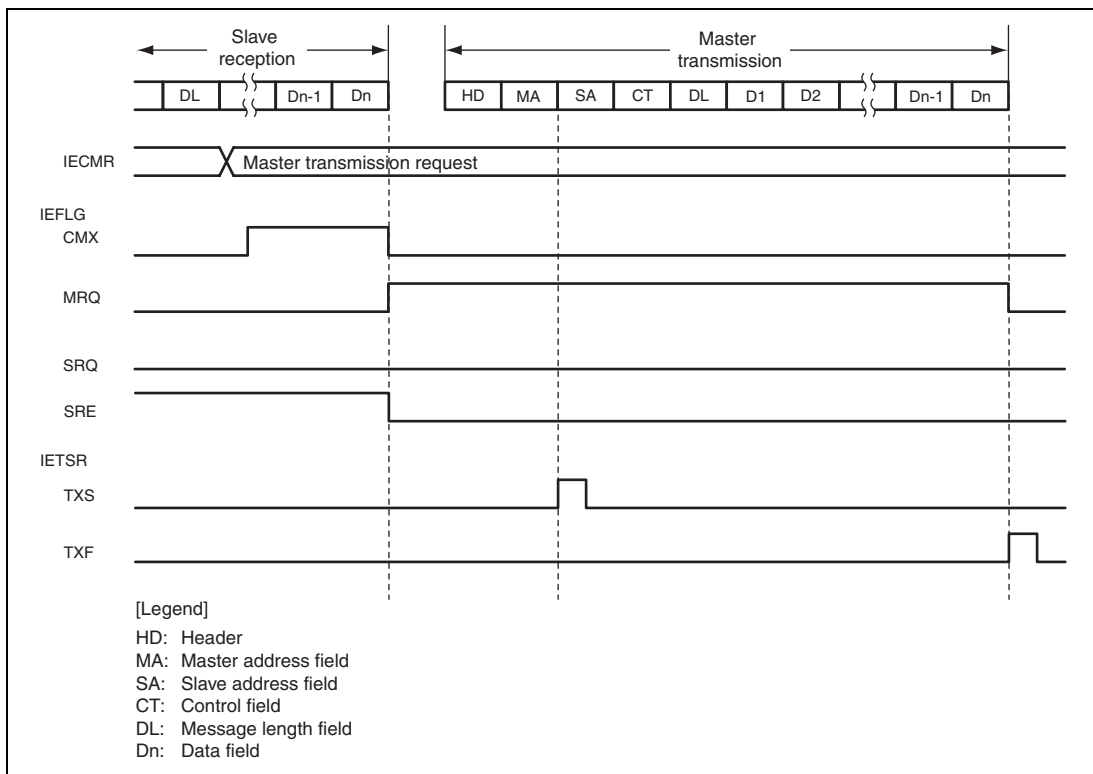 Slave
reception
Master
transmission
DL Dn-1 Dn HD MA SA CT DL D1 D2 Dn-1 Dn
IECMR Master transmission request
IEFLG
CMX
MRQ
SRQ
SRE
IETSR
TXS
TXF
[Legend]
HD: Header
MA: Master address field
SA: Slave address field
CT: Control field
DL: Message length field
Dn: Data field